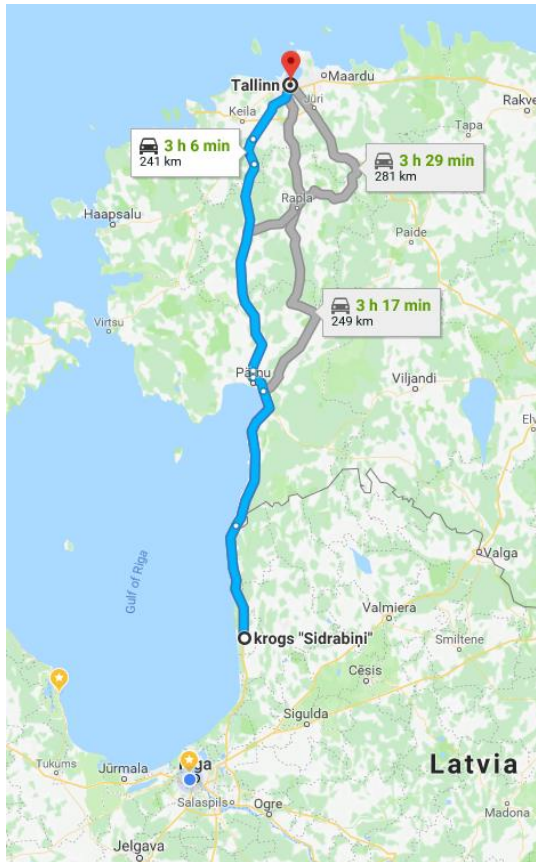 Tallinn
Maardu
Keila
Jüri
Rakve
Tapa
3 h 6 min
241 km
3 h 29 min
281 km
Rapla
Haapsalu
Paide
3 h 17 min
249 km
Virtsu
Viljandi
Elv
Valga
Gulf of Riga
krogs "Sidrabiņi"
Valmiera
Smiltene
Cēsis
Sigulda
Latvia
Tukums
Jūrmala
Salaspils
Ogre
Madona
Jelgava